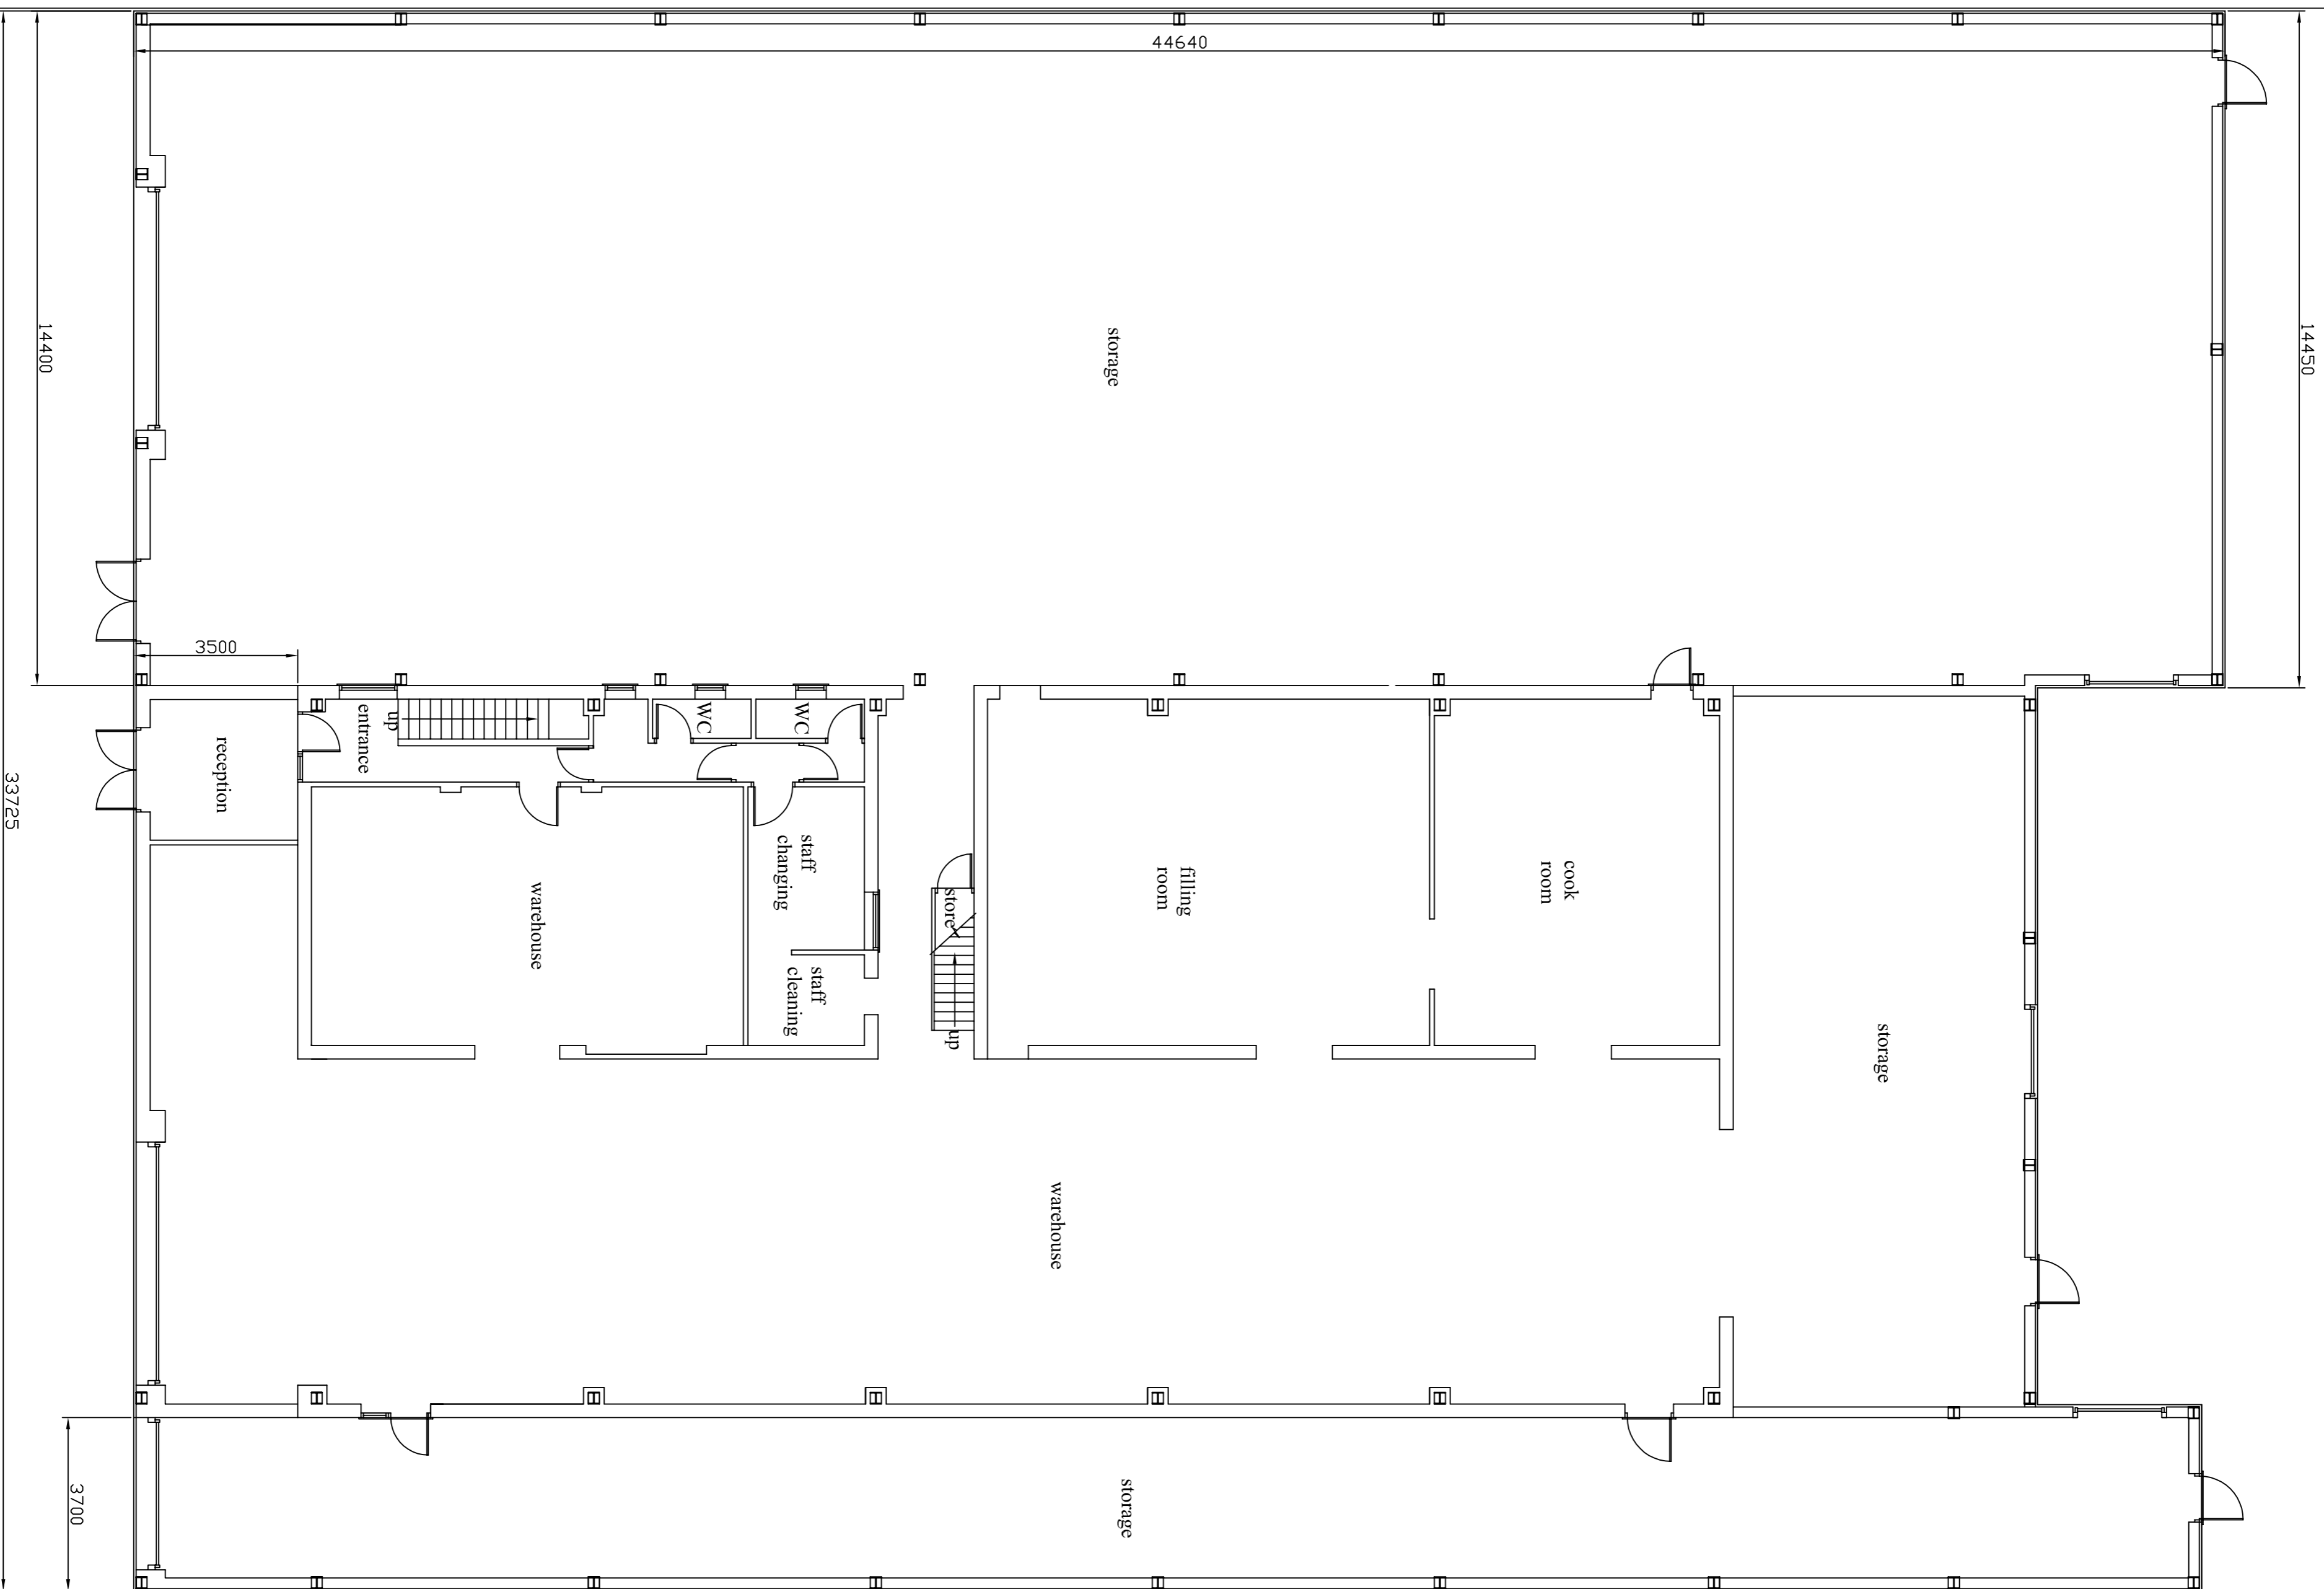 44640
14450
14400
storage
3500
WC
WC
up
entrance
reception
33725
staff
changing
filling
room
cook
room
store
warehouse
staff
cleaning
up
storage
warehouse
storage
3700